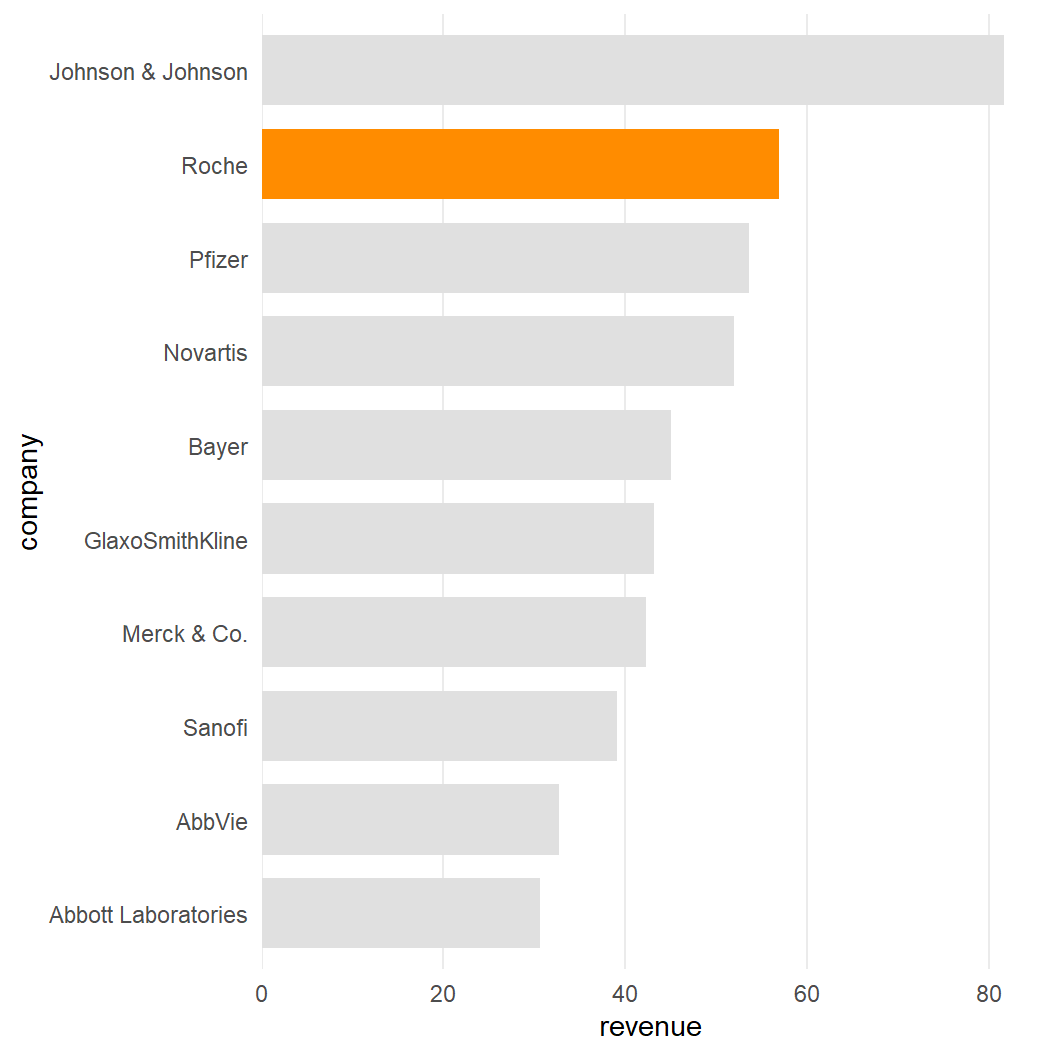 Johnson & Johnson
Roche
Pfizer
Novartis
Bayer
GlaxoSmithKline
Merck & Co.
Sanofi
AbbVie
Abbott Laboratories
company
0 20 40 60 80
revenue